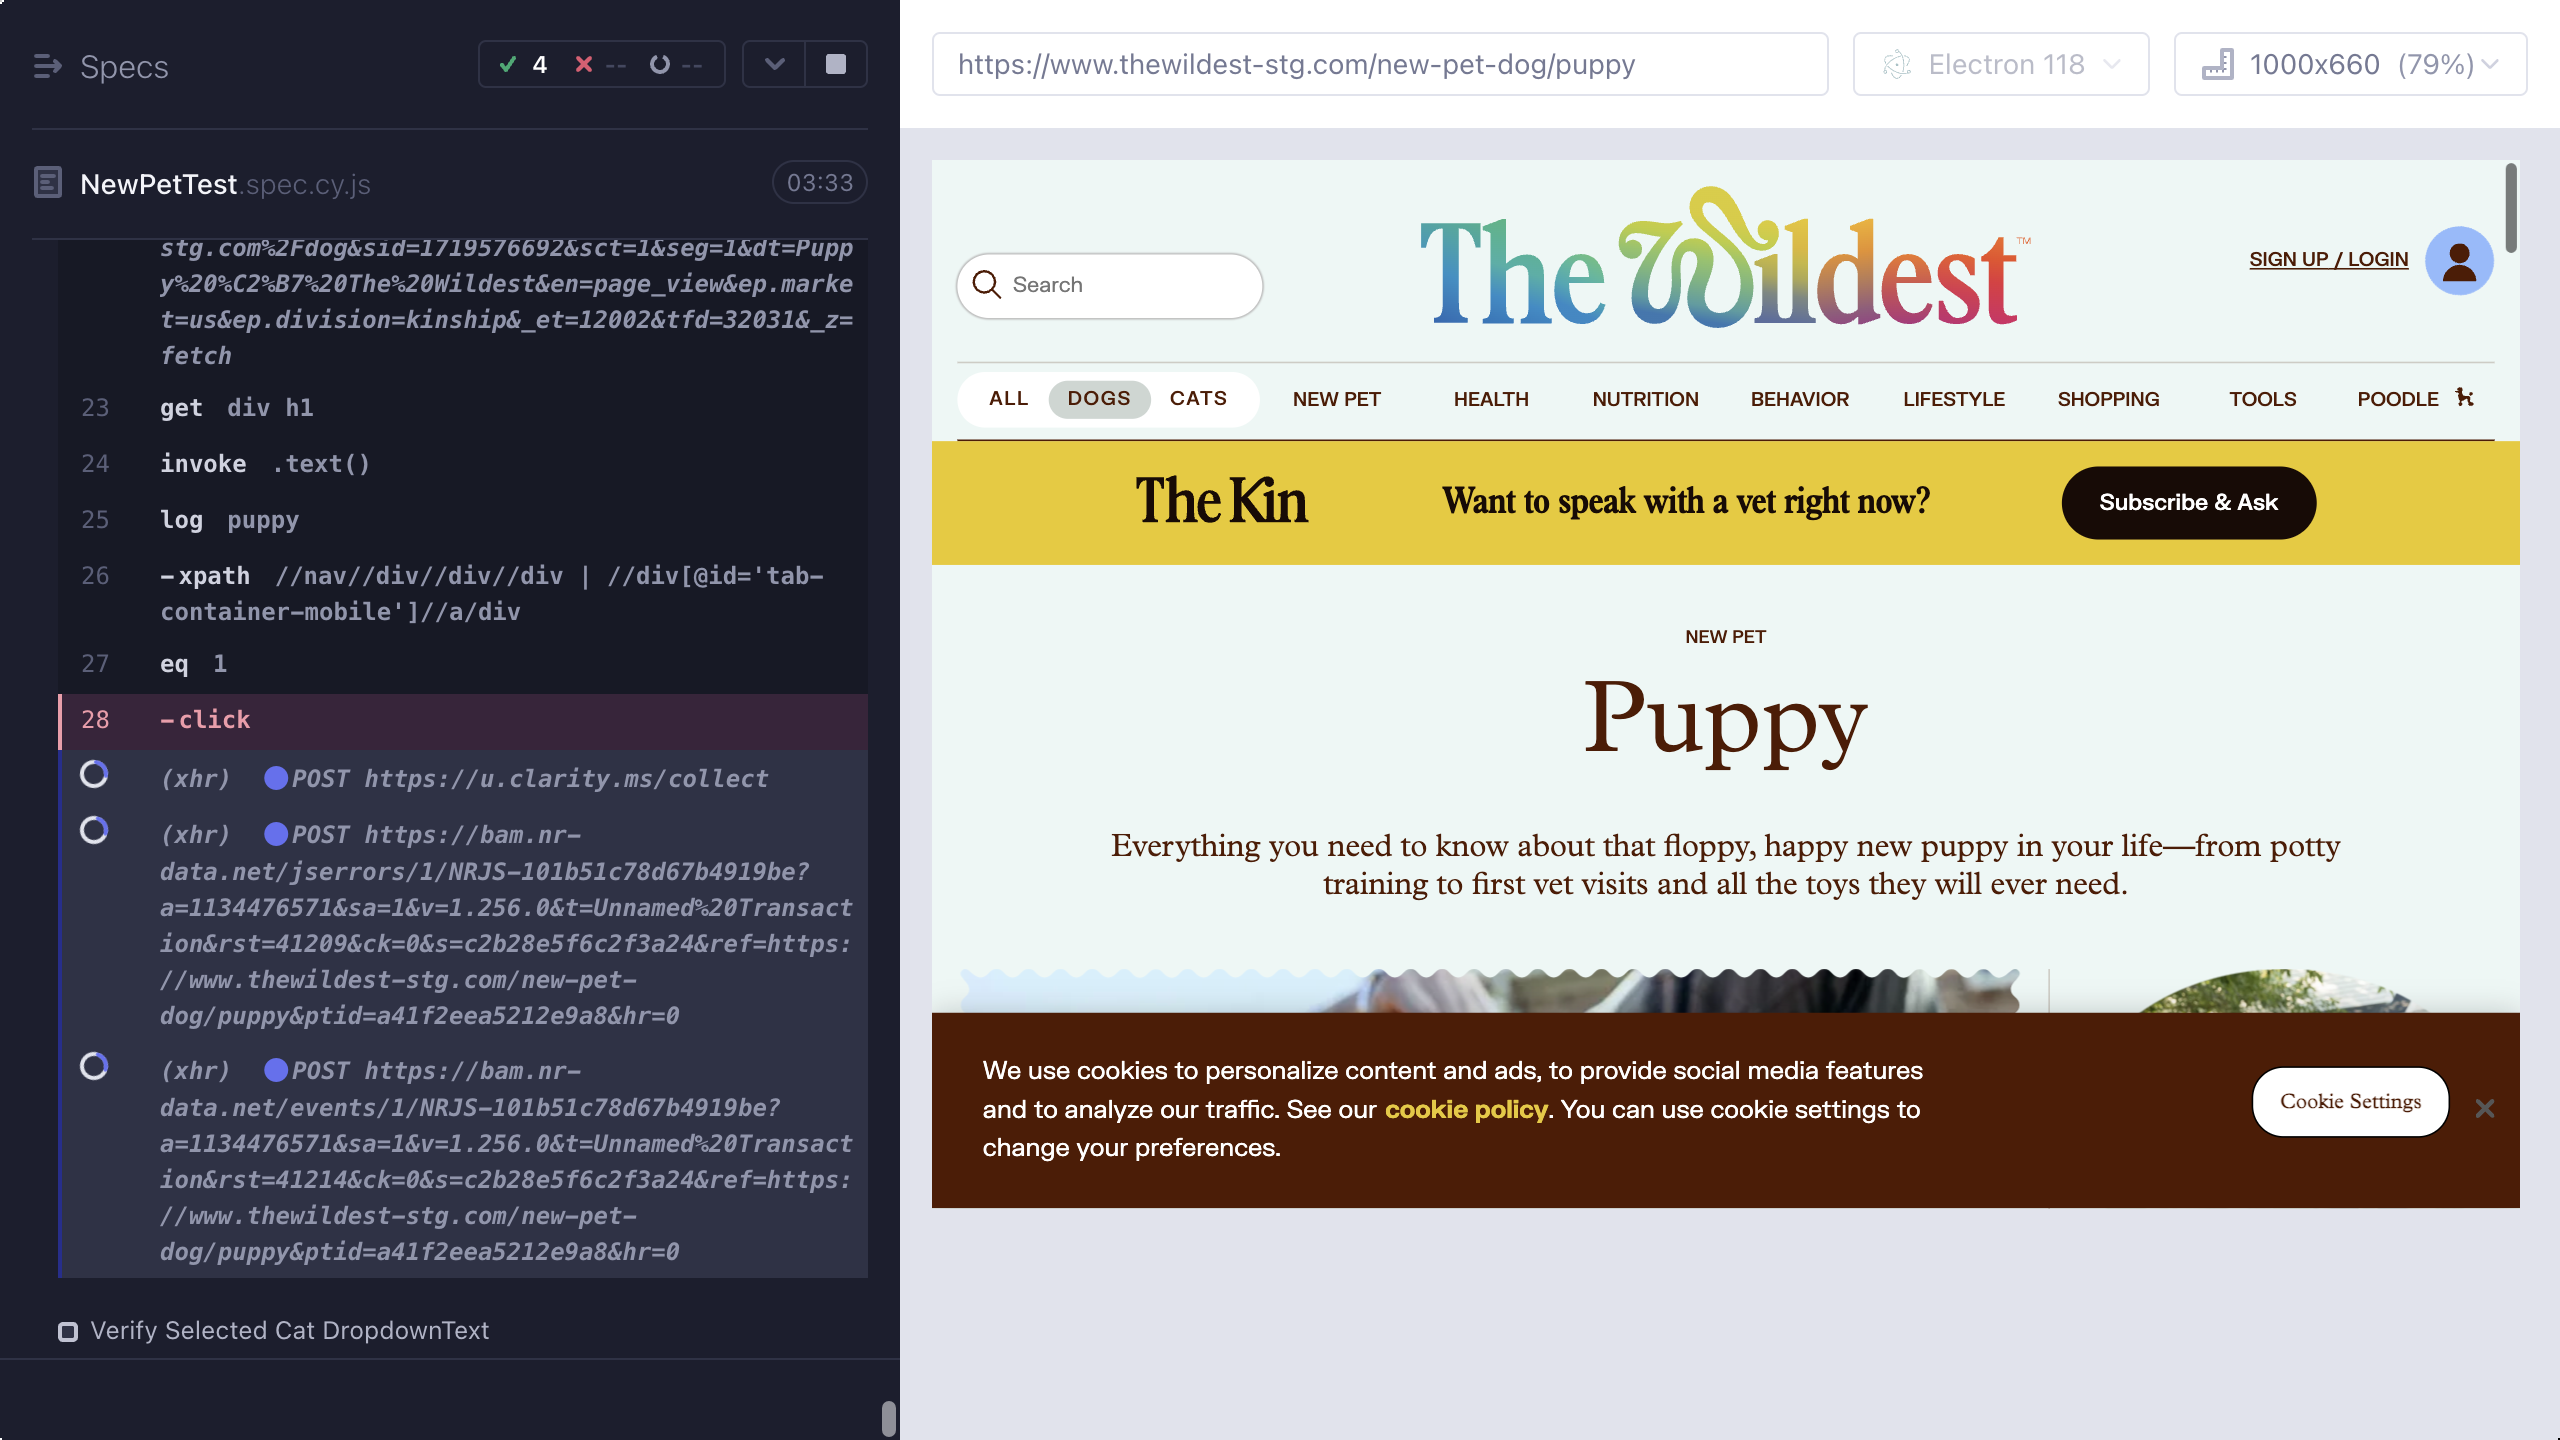 Specs
4
--
--
NewPetTest.spec.cy.js
03:33
stg.com%2Fdog&sid=1719576692&sct=1&seg=1&dt=Pupp
y%20%C2%B7%20The%20Wildest&en=page_view&ep.marke
t=us&ep.division=kinship&_et=12002&tfd=32031&_z=
fetch
23 get div h1
24 invoke .text()
25 log puppy
26 -xpath //nav//div//div//div | //div[@id='tab-
container-mobile']//a/div
27 eq 1
28 -click
(xhr) POST https://u.clarity.ms/collect
(xhr) POST https://bam.nr-
data.net/jserrors/1/NRJS-101b51c78d67b4919be?
a=1134476571&sa=1&v=1.256.0&t=Unnamed%20Transact
ion&rst=41209&ck=0&s=c2b28e5f6c2f3a24&ref=https:
//www.thewildest-stg.com/new-pet-
dog/puppy&ptid=a41f2eea5212e9a8&hr=0
(xhr) POST https://bam.nr-
data.net/events/1/NRJS-101b51c78d67b4919be?
a=1134476571&sa=1&v=1.256.0&t=Unnamed%20Transact
ion&rst=41214&ck=0&s=c2b28e5f6c2f3a24&ref=https:
//www.thewildest-stg.com/new-pet-
dog/puppy&ptid=a41f2eea5212e9a8&hr=0
Verify Selected Cat DropdownText
https://www.thewildest-stg.com/new-pet-dog/puppy
Electron 118
1000x660 (79%)
Search
The Wildest™
SIGN UP / LOGIN
ALL DOGS CATS NEW PET HEALTH NUTRITION BEHAVIOR LIFESTYLE SHOPPING TOOLS POODLE
The Kin
Want to speak with a vet right now?
Subscribe & Ask
NEW PET
Puppy
Everything you need to know about that floppy, happy new puppy in your life—from potty
training to first vet visits and all the toys they will ever need.
We use cookies to personalize content and ads, to provide social media features
and to analyze our traffic. See our cookie policy. You can use cookie settings to
change your preferences.
Cookie Settings